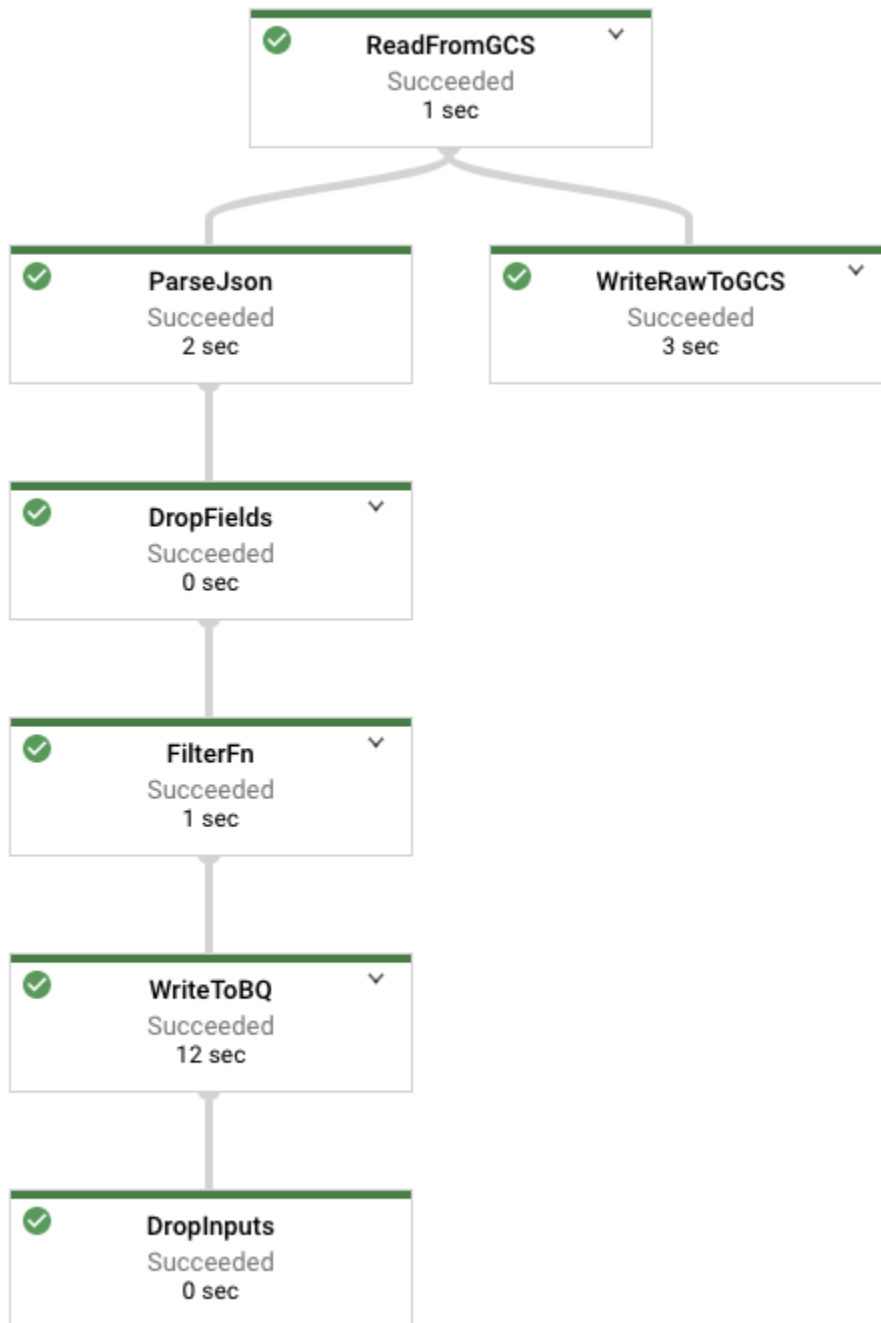 ReadFromGCS
Succeeded
1 sec
ParseJson
Succeeded
2 sec
WriteRawToGCS
Succeeded
3 sec
DropFields
Succeeded
0 sec
FilterFn
Succeeded
1 sec
WriteToBQ
Succeeded
12 sec
DropInputs
Succeeded
0 sec